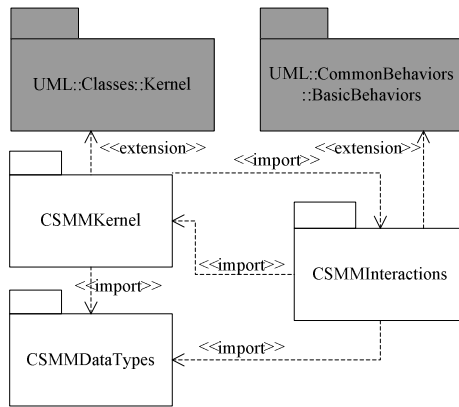 UML::Classes::Kernel
UML::CommonBehaviors
::BasicBehaviors
<<extension>>
<<import>>
<<extension>>
CSMMKernel
<<import>>
CSMMInteractions
<<import>>
CSMMDataTypes
<<import>>